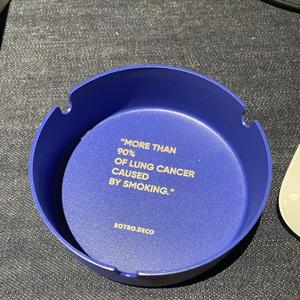 “MORE THAN
90%
OF LUNG CANCER
CAUSED
BY SMOKING.”
BOTRO.DECO